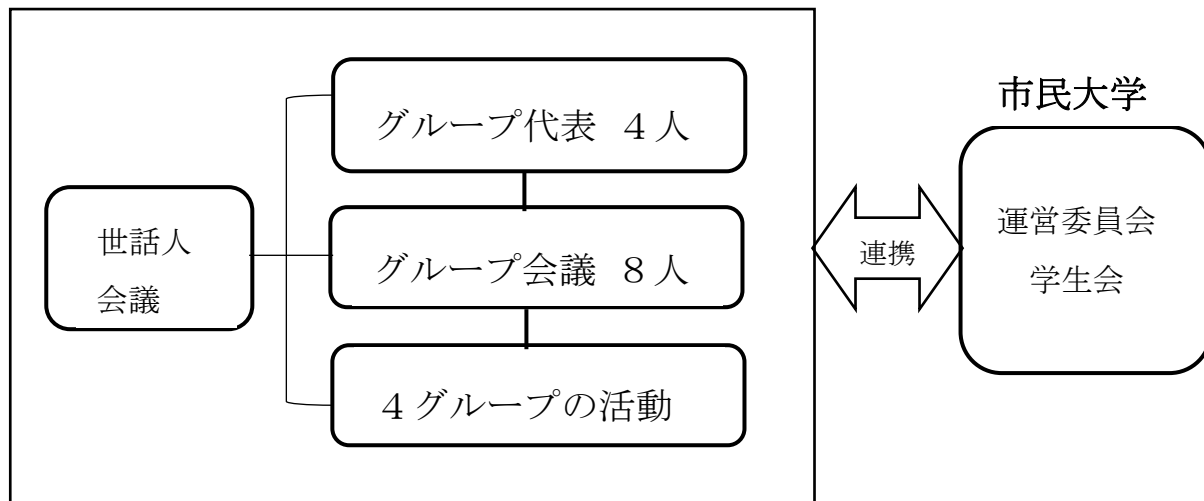 グループ代表 ４人
世話人
会議
グループ会議 ８人
４グループの活動
連携
市民大学
運営委員会
学生会